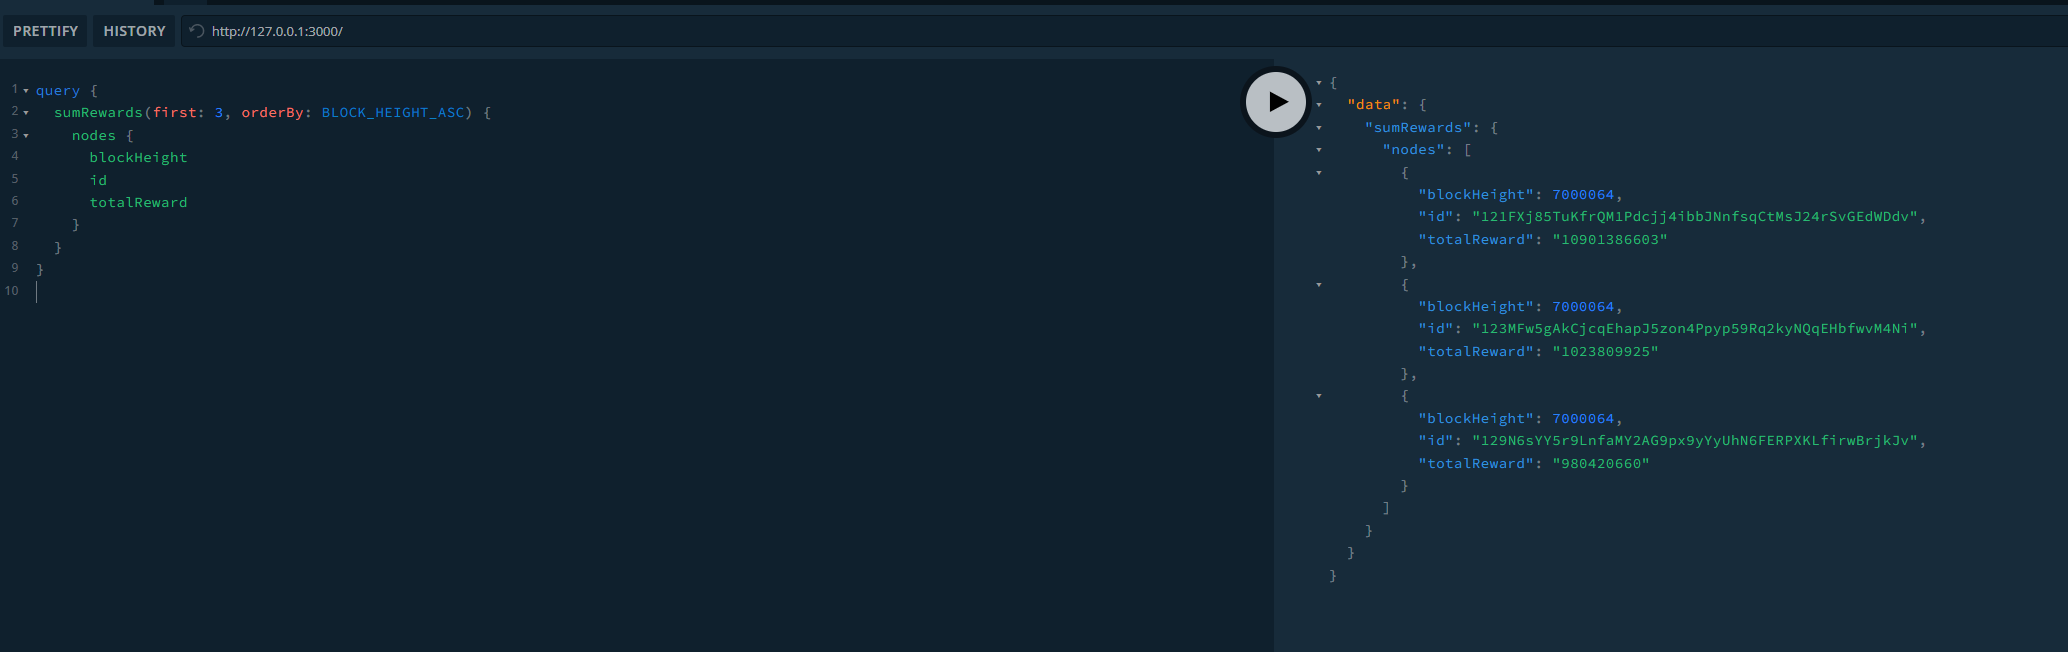 PRETTIFY HISTORY http://127.0.0.1:3000/
1 query {
2 sumRewards(first: 3, orderBy: BLOCK_HEIGHT_ASC) {
3 nodes {
4 blockHeight
5 id
6 totalReward
7 }
8 }
9 }
10
{
"data": {
"sumRewards": {
"nodes": [
{
"blockHeight": 7000064,
"id": "121FXj85TuKfrQM1Pdcjj4ibbJNnfsqCtMsJ24rSvGEdWDdv",
"totalReward": "10901386603"
},
{
"blockHeight": 7000064,
"id": "123MFw5gAkCjcqEhapJ5zon4Ppyp59Rq2kyNQqEHbfwvM4Ni",
"totalReward": "1023809925"
},
{
"blockHeight": 7000064,
"id": "129N6sYY5r9LnfaMY2AG9px9yYyUhN6FERPXKLfirwBrjkJv",
"totalReward": "980420660"
}
]
}
}
}